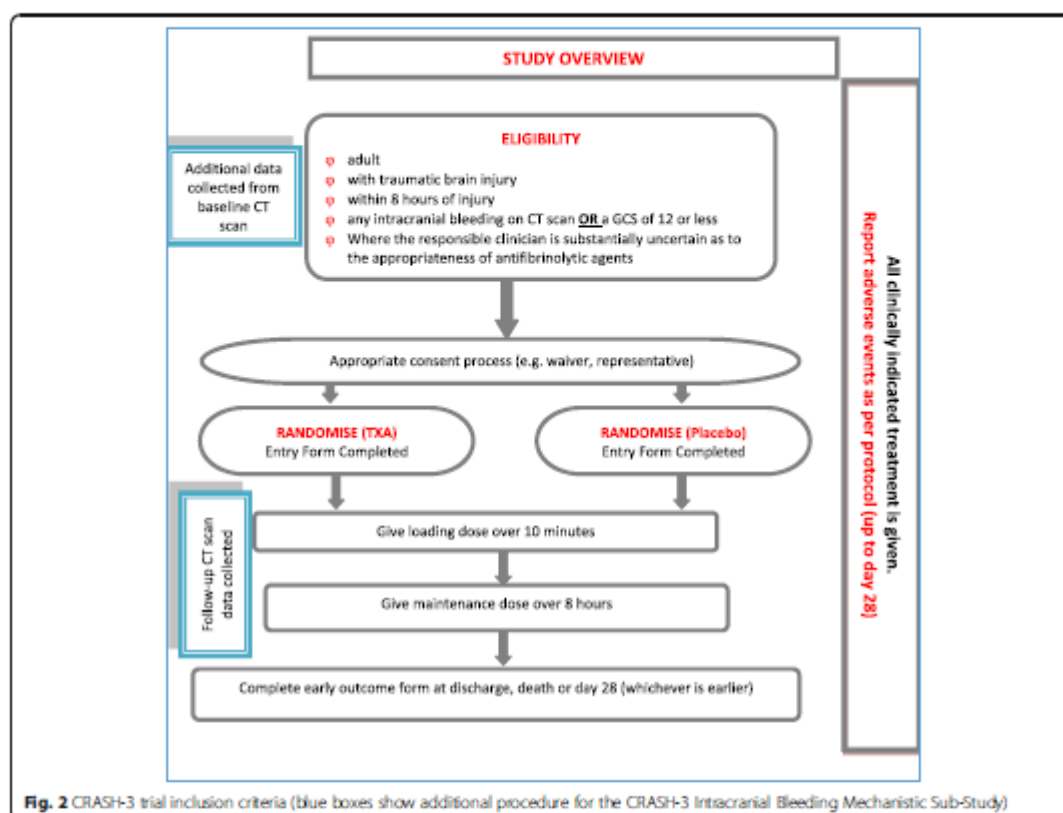 STUDY OVERVIEW
ELIGIBILITY
φ adult
φ with traumatic brain injury
φ within 8 hours of injury
φ any intracranial bleeding on CT scan OR a GCS of 12 or less
φ Where the responsible clinician is substantially uncertain as to
the appropriateness of antifibrinolytic agents
Additional data
collected from
baseline CT
scan
Appropriate consent process (e.g. waiver, representative)
RANDOMISE (TXA)
Entry Form Completed
RANDOMISE (Placebo)
Entry Form Completed
Give loading dose over 10 minutes
Follow-up CT scan
data collected
Give maintenance dose over 8 hours
Complete early outcome form at discharge, death or day 28 (whichever is earlier)
All clinically indicated treatment is given.
Report adverse events as per protocol (up to day 28)
Fig. 2 CRASH-3 trial inclusion criteria (blue boxes show additional procedure for the CRASH-3 Intracranial Bleeding Mechanistic Sub-Study)